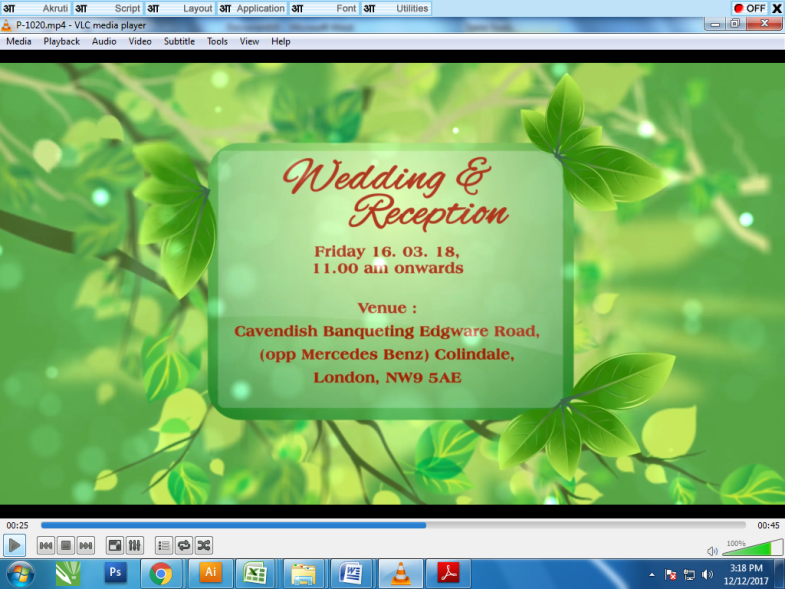 अा Akruti अा Script अा Layout अा Application अा Font अा Utilities OFF X
P-1020.mp4 - VLC media player
Media Playback Audio Video Subtitle Tools View Help
Wedding &
Reception
Friday 16. 03. 18,
11.00 am onwards
Venue :
Cavendish Banqueting Edgware Road,
(opp Mercedes Benz) Colindale,
London, NW9 5AE
00:25 00:45
100%
Ps Ai
3:18 PM
12/12/2017